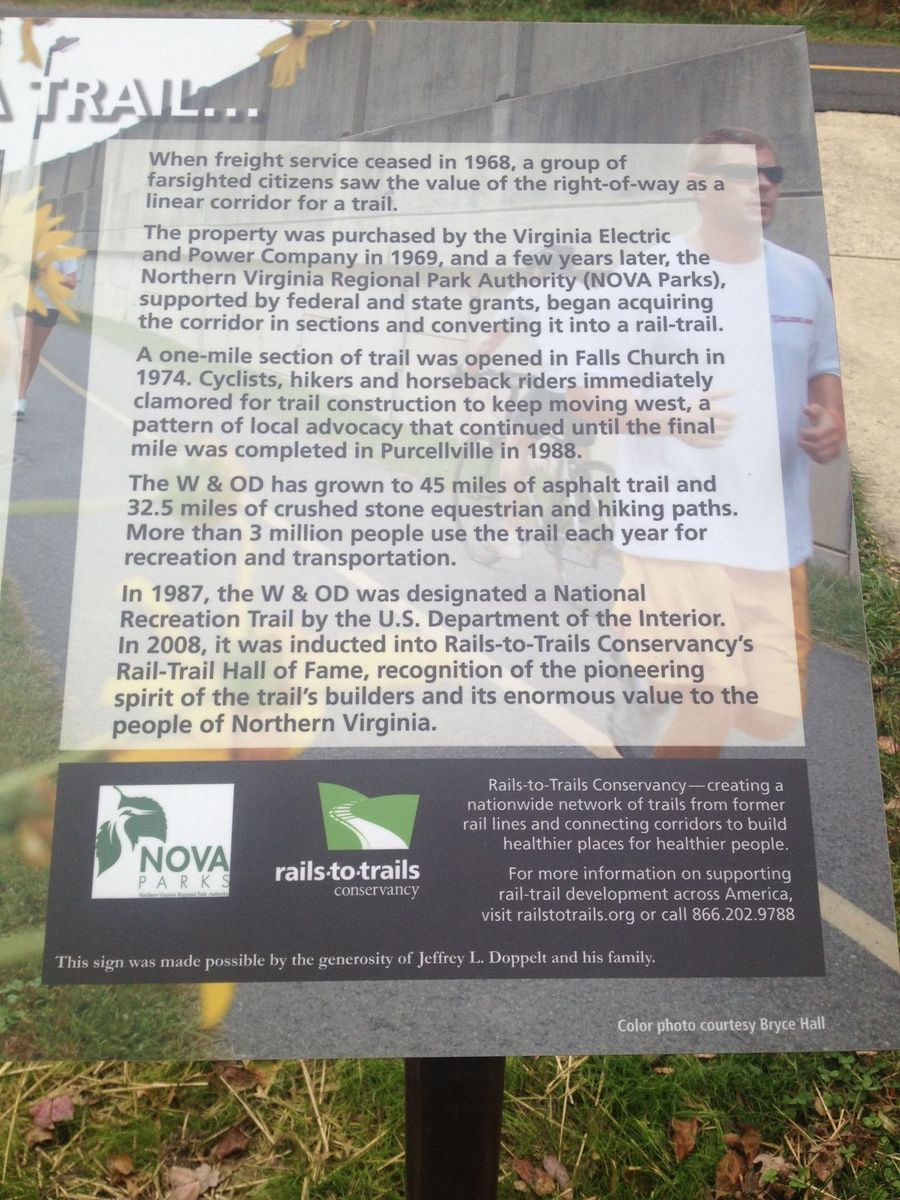 A TRAIL...
When freight service ceased in 1968, a group of
farsighted citizens saw the value of the right-of-way as a
linear corridor for a trail.
The property was purchased by the Virginia Electric
and Power Company in 1969, and a few years later, the
Northern Virginia Regional Park Authority (NOVA Parks),
supported by federal and state grants, began acquiring
the corridor in sections and converting it into a rail-trail.
A one-mile section of trail was opened in Falls Church in
1974. Cyclists, hikers and horseback riders immediately
clamored for trail construction to keep moving west, a
pattern of local advocacy that continued until the final
mile was completed in Purcellville in 1988.
The W & OD has grown to 45 miles of asphalt trail and
32.5 miles of crushed stone equestrian and hiking paths.
More than 3 million people use the trail each year for
recreation and transportation.
In 1987, the W & OD was designated a National
Recreation Trail by the U.S. Department of the Interior.
In 2008, it was inducted into Rails-to-Trails Conservancy's
Rail-Trail Hall of Fame, recognition of the pioneering
spirit of the trail's builders and its enormous value to the
people of Northern Virginia.
NOVA
PARKS
Northern Virginia Regional Park Authority
rails·to·trails
conservancy
Rails-to-Trails Conservancy—creating a
nationwide network of trails from former
rail lines and connecting corridors to build
healthier places for healthier people.
For more information on supporting
rail-trail development across America,
visit railstotrails.org or call 866.202.9788
This sign was made possible by the generosity of Jeffrey L. Doppelt and his family.
Color photo courtesy Bryce Hall